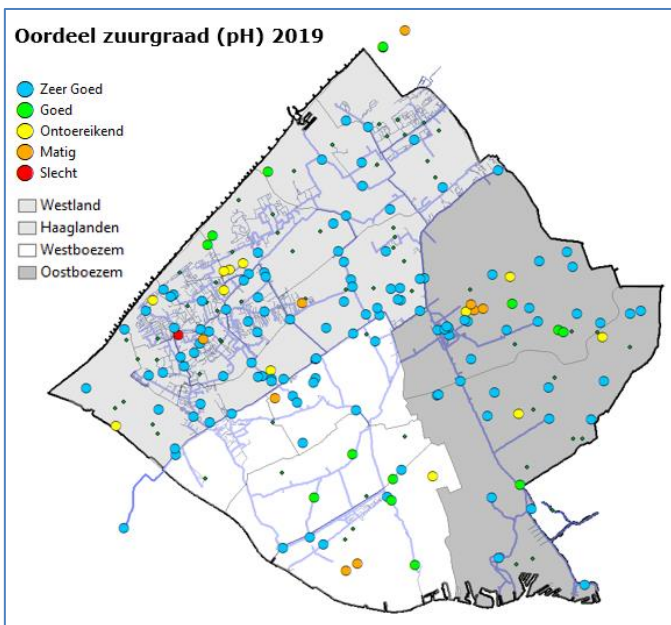 Oordeel zuurgraad (pH) 2019
Zeer Goed
Goed
Ontoereikend
Matig
Slecht
Westland
Haaglanden
Westboezem
Oostboezem